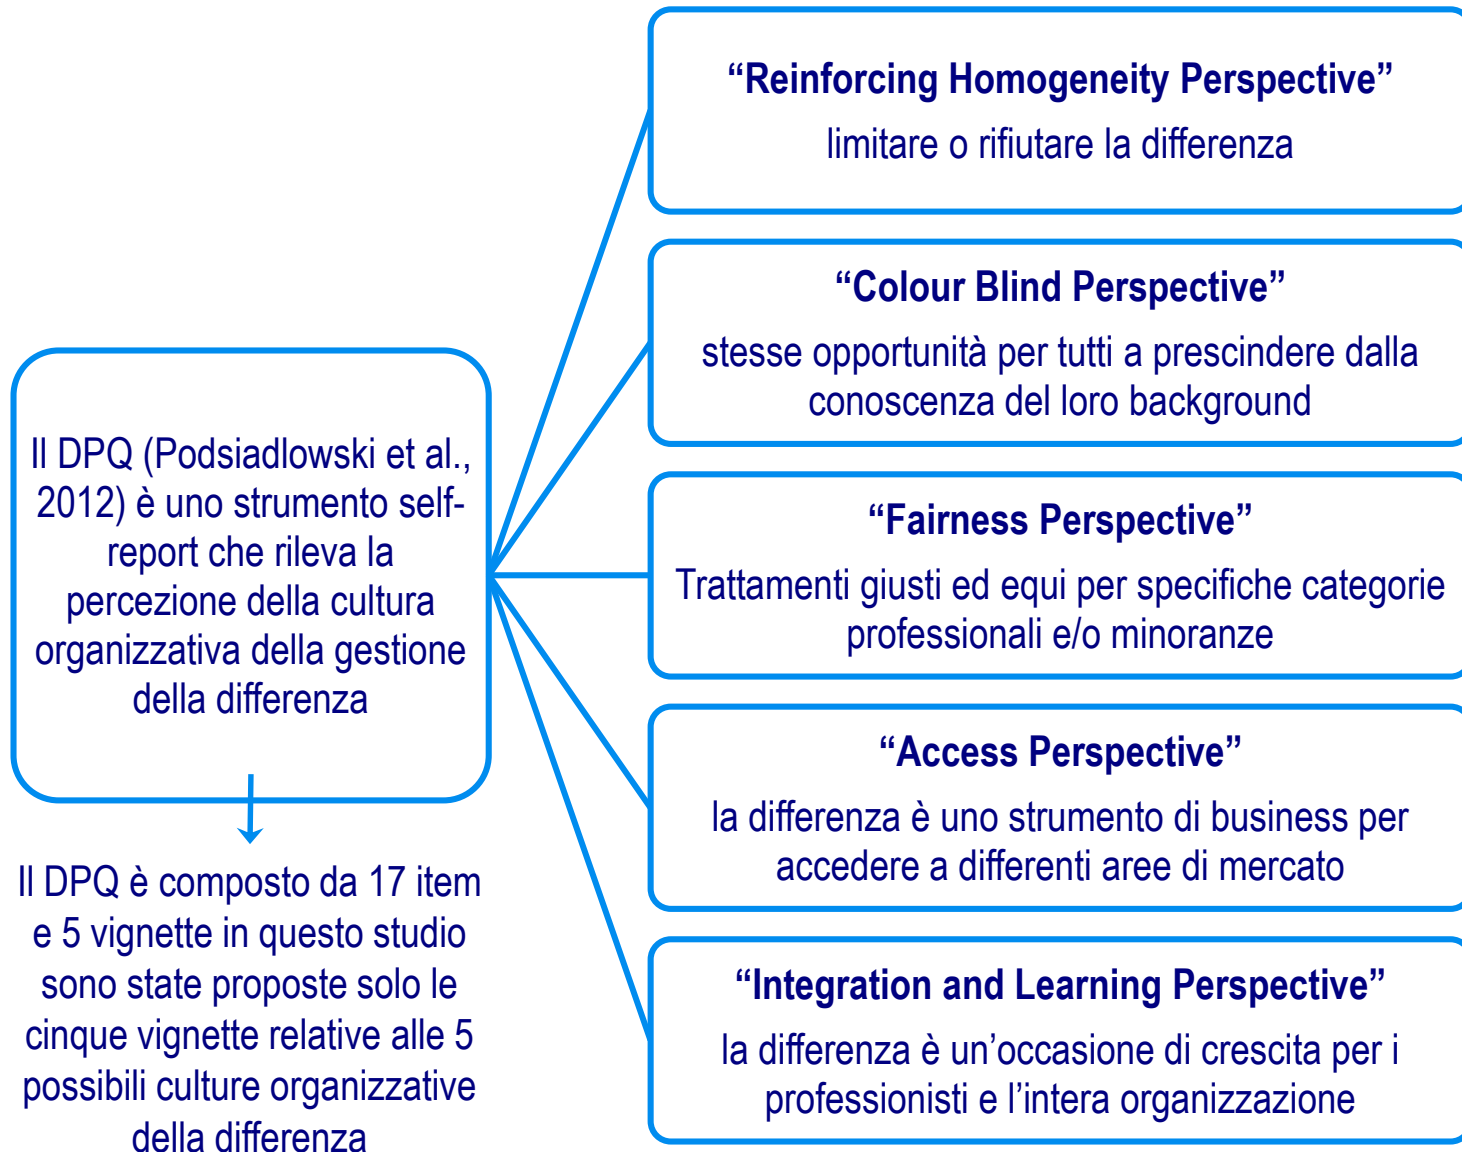 Il DPQ (Podsiadlowski et al.,
2012) è uno strumento self-
report che rileva la
percezione della cultura
organizzativa della gestione
della differenza
Il DPQ è composto da 17 item
e 5 vignette in questo studio
sono state proposte solo le
cinque vignette relative alle 5
possibili culture organizzative
della differenza
“Reinforcing Homogeneity Perspective”
limitare o rifiutare la differenza
“Colour Blind Perspective”
stesse opportunità per tutti a prescindere dalla
conoscenza del loro background
“Fairness Perspective”
Trattamenti giusti ed equi per specifiche categorie
professionali e/o minoranze
“Access Perspective”
la differenza è uno strumento di business per
accedere a differenti aree di mercato
“Integration and Learning Perspective”
la differenza è un’occasione di crescita per i
professionisti e l’intera organizzazione